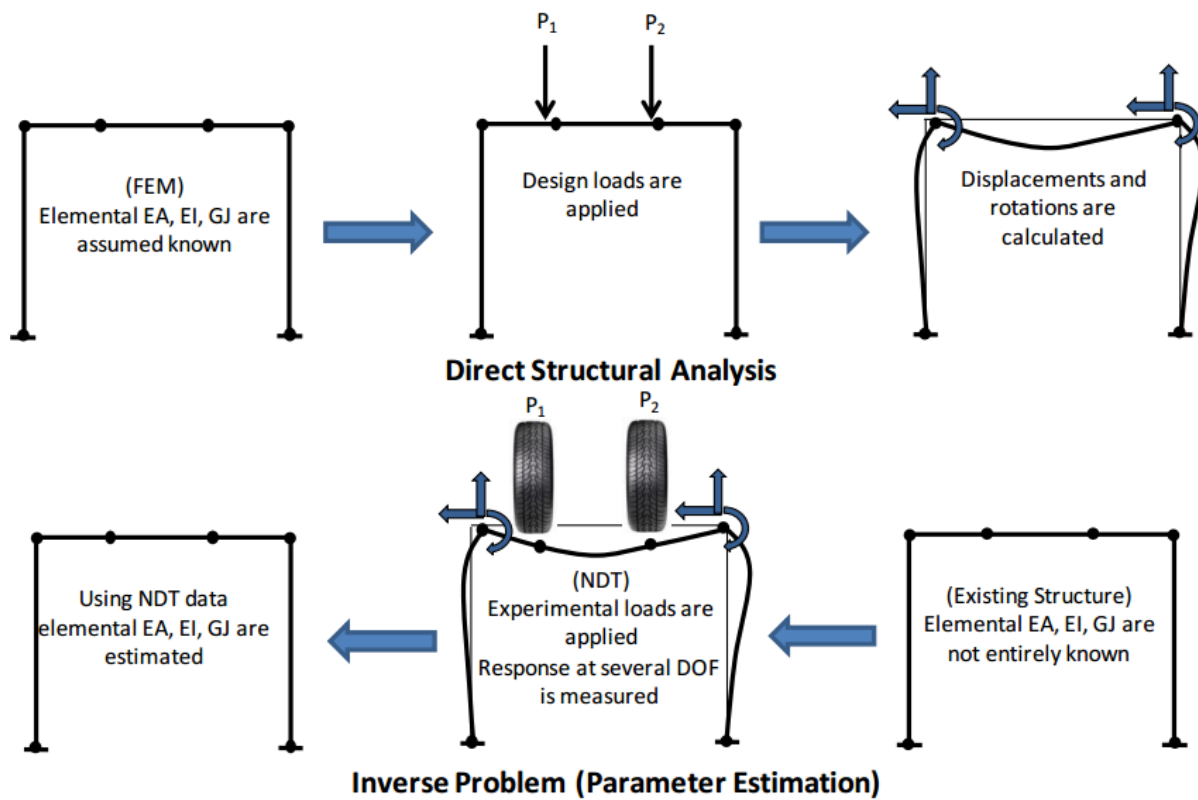 P1
P2
(FEM)
Elemental EA, EI, GJ are
assumed known
Design loads are
applied
Displacements and
rotations are
calculated
Direct Structural Analysis
P1
P2
Using NDT data
elemental EA, EI, GJ are
estimated
(NDT)
Experimental loads are
applied
Response at several DOF
is measured
(Existing Structure)
Elemental EA, EI, GJ are
not entirely known
Inverse Problem (Parameter Estimation)